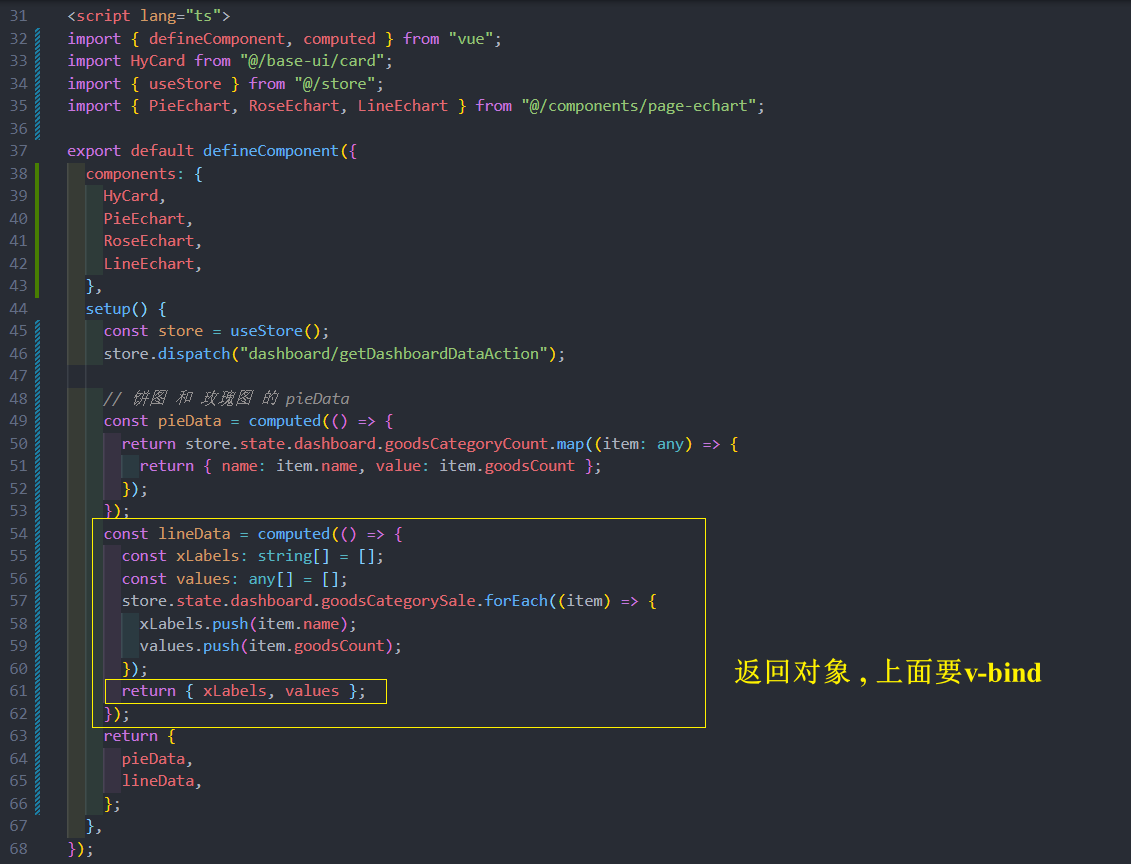 31 <script lang="ts">
32 import { defineComponent, computed } from "vue";
33 import HyCard from "@/base-ui/card";
34 import { useStore } from "@/store";
35 import { PieEchart, RoseEchart, LineEchart } from "@/components/page-echart";
36
37 export default defineComponent({
38   components: {
39     HyCard,
40     PieEchart,
41     RoseEchart,
42     LineEchart,
43   },
44   setup() {
45     const store = useStore();
46     store.dispatch("dashboard/getDashboardDataAction");
47
48     // 饼图 和 玫瑰图 的 pieData
49     const pieData = computed(() => {
50       return store.state.dashboard.goodsCategoryCount.map((item: any) => {
51         return { name: item.name, value: item.goodsCount };
52       });
53     });
54     const lineData = computed(() => {
55       const xLabels: string[] = [];
56       const values: any[] = [];
57       store.state.dashboard.goodsCategorySale.forEach((item) => {
58         xLabels.push(item.name);
59         values.push(item.goodsCount);
60       });
返回对象 , 上面要v-bind
61       return { xLabels, values };
62     });
63     return {
64       pieData,
65       lineData,
66     };
67   },
68 });